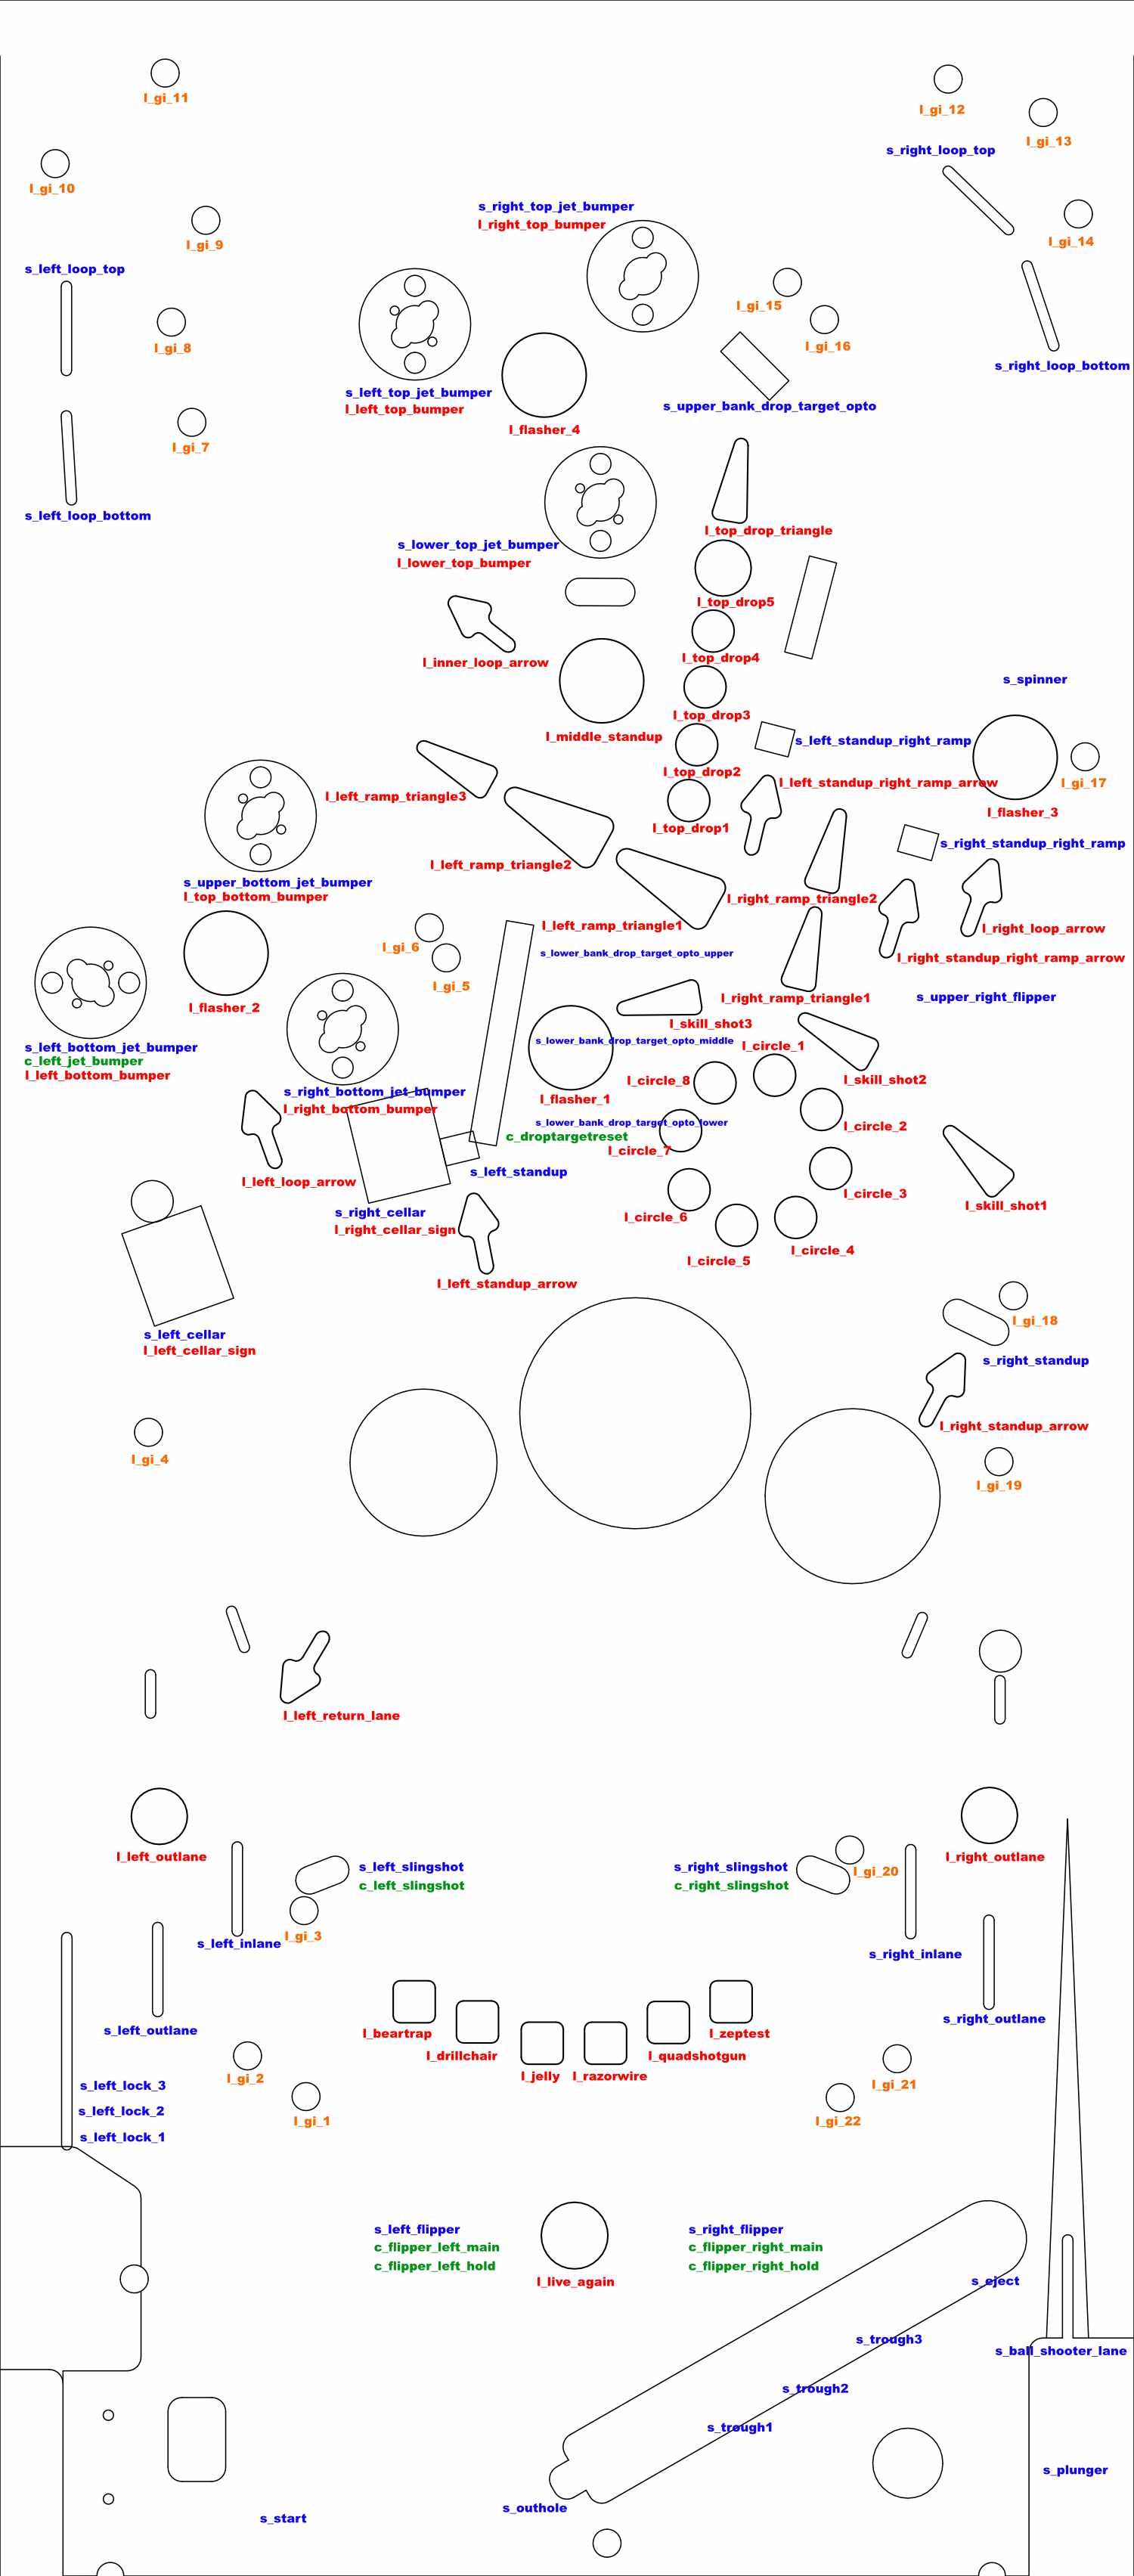 l_gi_11
l_gi_12
l_gi_13
s_right_loop_top
l_gi_10
s_right_top_jet_bumper
l_right_top_bumper
l_gi_9
l_gi_14
s_left_loop_top
l_gi_15
l_gi_8
l_gi_16
s_right_loop_bottom
s_left_top_jet_bumper
l_left_top_bumper
s_upper_bank_drop_target_opto
l_flasher_4
l_gi_7
s_left_loop_bottom
l_top_drop_triangle
s_lower_top_jet_bumper
l_lower_top_bumper
l_top_drop5
l_inner_loop_arrow
l_top_drop4
s_spinner
l_top_drop3
l_middle_standup
s_left_standup_right_ramp
l_top_drop2
l_left_standup_right_ramp_arrow
l_gi_17
l_left_ramp_triangle3
l_flasher_3
l_top_drop1
s_right_standup_right_ramp
l_left_ramp_triangle2
s_upper_bottom_jet_bumper
l_top_bottom_bumper
l_right_ramp_triangle2
l_left_ramp_triangle1
l_right_loop_arrow
l_gi_6
s_lower_bank_drop_target_opto_upper
l_right_standup_right_ramp_arrow
l_gi_5
l_right_ramp_triangle1
s_upper_right_flipper
l_flasher_2
l_skill_shot3
s_lower_bank_drop_target_opto_middle
l_circle_1
s_left_bottom_jet_bumper
c_left_jet_bumper
l_left_bottom_bumper
l_circle_8
l_skill_shot2
s_right_bottom_jet_bumper
l_flasher_1
l_right_bottom_bumper
s_lower_bank_drop_target_opto_lower
l_circle_2
c_droptargetreset
l_circle_7
s_left_standup
l_left_loop_arrow
l_circle_3
l_skill_shot1
s_right_cellar
l_circle_6
l_right_cellar_sign
l_circle_4
l_circle_5
l_left_standup_arrow
l_gi_18
s_left_cellar
l_left_cellar_sign
s_right_standup
l_right_standup_arrow
l_gi_4
l_gi_19
l_left_return_lane
l_left_outlane
l_right_outlane
s_left_slingshot
s_right_slingshot
l_gi_20
c_left_slingshot
c_right_slingshot
l_gi_3
s_left_inlane
s_right_inlane
s_right_outlane
s_left_outlane
l_beartrap
l_zeptest
l_drillchair
l_quadshotgun
l_jelly
l_razorwire
l_gi_2
l_gi_21
s_left_lock_3
s_left_lock_2
l_gi_1
l_gi_22
s_left_lock_1
s_left_flipper
s_right_flipper
c_flipper_left_main
c_flipper_right_main
c_flipper_left_hold
c_flipper_right_hold
l_live_again
s_eject
s_trough3
s_ball_shooter_lane
s_trough2
s_trough1
s_plunger
s_outhole
s_start